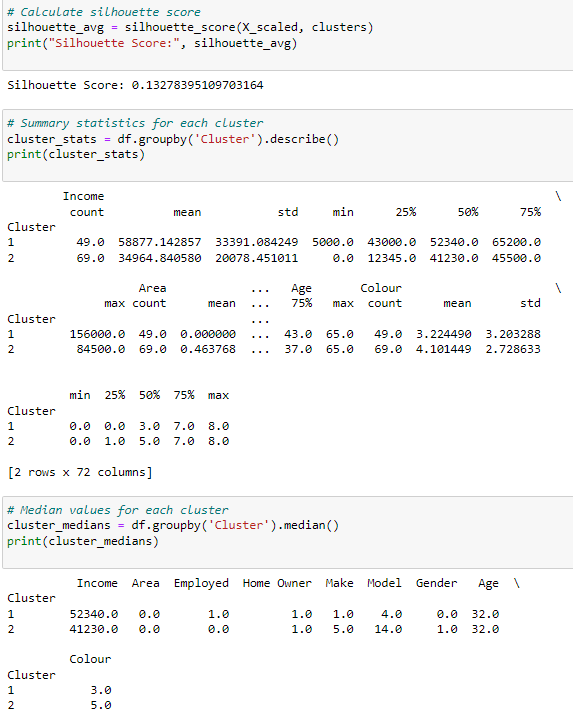 # Calculate silhouette score
silhouette_avg = silhouette_score(X_scaled, clusters)
print("Silhouette Score:", silhouette_avg)
Silhouette Score: 0.13278395109703164
# Summary statistics for each cluster
cluster_stats = df.groupby('Cluster').describe()
print(cluster_stats)
Income \
count mean std min 25% 50% 75%
Cluster
1 49.0 58877.142857 33391.084249 5000.0 43000.0 52340.0 65200.0
2 69.0 34964.840580 20078.451011 0.0 12345.0 41230.0 45500.0
Area ... Age Colour \
max count mean ... 75% max count mean std
Cluster ...
1 156000.0 49.0 0.000000 ... 43.0 65.0 49.0 3.224490 3.203288
2 84500.0 69.0 0.463768 ... 37.0 65.0 69.0 4.101449 2.728633
min 25% 50% 75% max
Cluster
1 0.0 0.0 3.0 7.0 8.0
2 0.0 1.0 5.0 7.0 8.0
[2 rows x 72 columns]
# Median values for each cluster
cluster_medians = df.groupby('Cluster').median()
print(cluster_medians)
Income Area Employed Home Owner Make Model Gender Age \
Cluster
1 52340.0 0.0 1.0 1.0 1.0 4.0 0.0 32.0
2 41230.0 0.0 0.0 1.0 5.0 14.0 1.0 32.0
Colour
Cluster
1 3.0
2 5.0